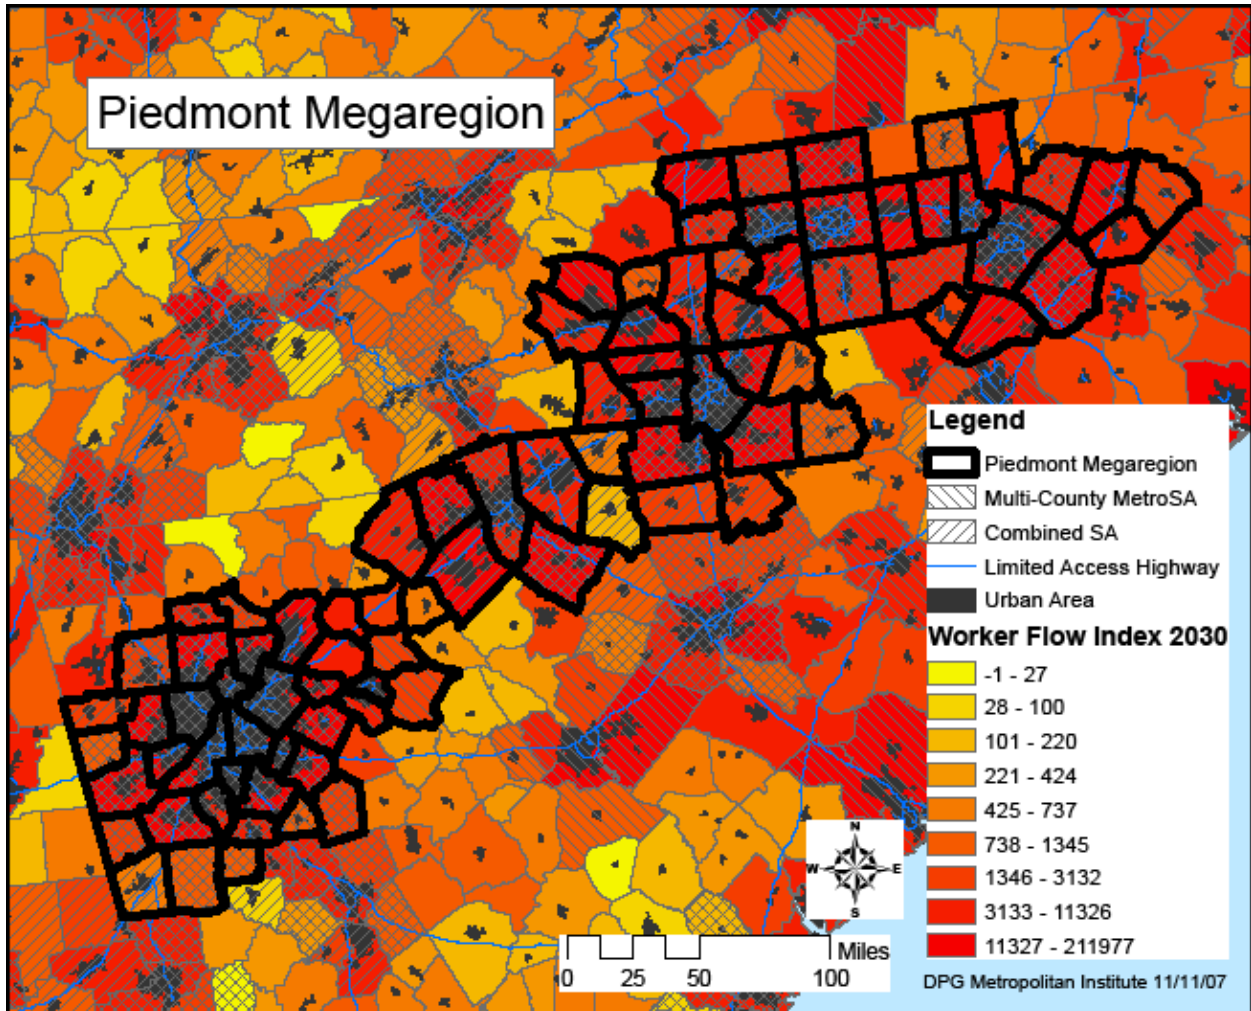 Piedmont Megaregion
Legend
Piedmont Megaregion
Multi-County MetroSA
Combined SA
Limited Access Highway
Urban Area
Worker Flow Index 2030
-1 - 27
28 - 100
101 - 220
221 - 424
425 - 737
738 - 1345
1346 - 3132
3133 - 11326
11327 - 211977
N
W E
S
Miles
0 25 50 100
DPG Metropolitan Institute 11/11/07